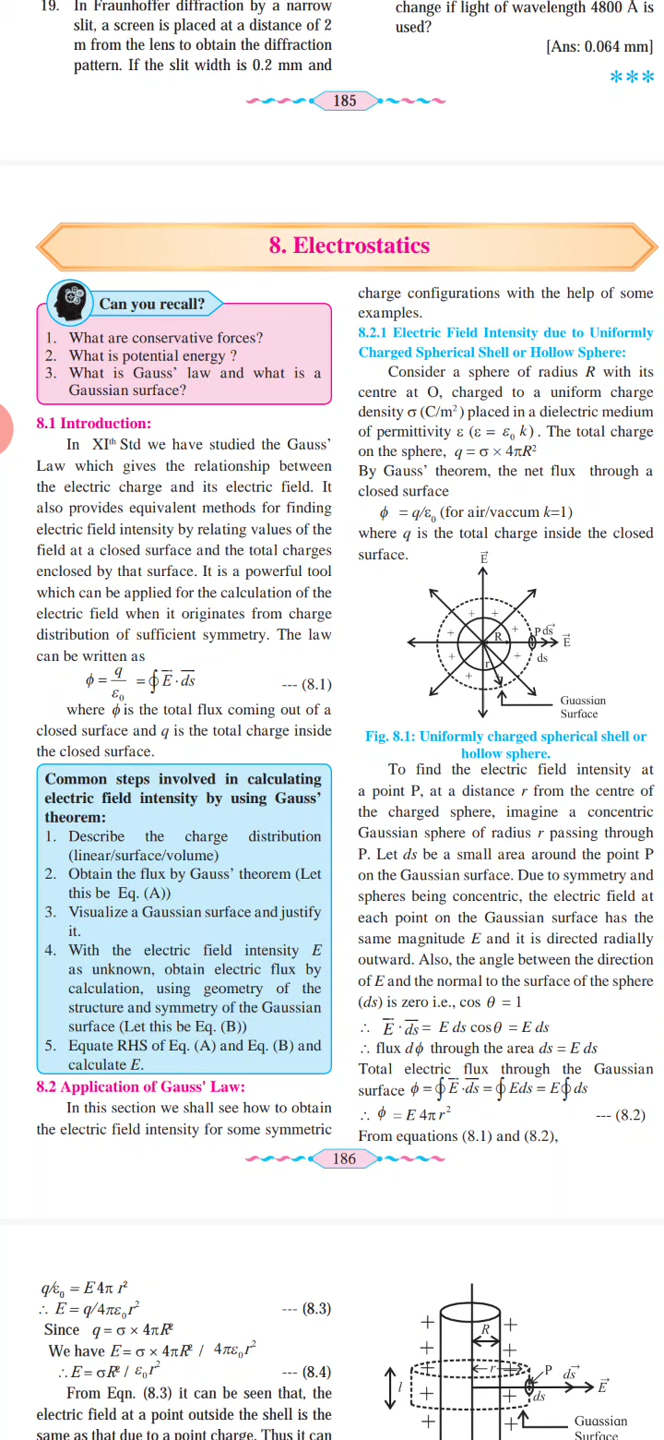 19. In Fraunhoffer diffraction by a narrow
slit, a screen is placed at a distance of 2
m from the lens to obtain the diffraction
pattern. If the slit width is 0.2 mm and
change if light of wavelength 4800 Å is
used?
[Ans: 0.064 mm]
***
185
8. Electrostatics
Can you recall?
1. What are conservative forces?
2. What is potential energy ?
3. What is Gauss’ law and what is a
Gaussian surface?
8.1 Introduction:
In XIth Std we have studied the Gauss’
Law which gives the relationship between
the electric charge and its electric field. It
also provides equivalent methods for finding
electric field intensity by relating values of the
field at a closed surface and the total charges
enclosed by that surface. It is a powerful tool
which can be applied for the calculation of the
electric field when it originates from charge
distribution of sufficient symmetry. The law
can be written as
ϕ = q/ε₀ = ∮ E · ds --- (8.1)
where ϕ is the total flux coming out of a
closed surface and q is the total charge inside
the closed surface.
Common steps involved in calculating
electric field intensity by using Gauss’
theorem:
1. Describe the charge distribution
(linear/surface/volume)
2. Obtain the flux by Gauss’ theorem (Let
this be Eq. (A))
3. Visualize a Gaussian surface and justify
it.
4. With the electric field intensity E
as unknown, obtain electric flux by
calculation, using geometry of the
structure and symmetry of the Gaussian
surface (Let this be Eq. (B))
5. Equate RHS of Eq. (A) and Eq. (B) and
calculate E.
8.2 Application of Gauss' Law:
In this section we shall see how to obtain
the electric field intensity for some symmetric
charge configurations with the help of some
examples.
8.2.1 Electric Field Intensity due to Uniformly
Charged Spherical Shell or Hollow Sphere:
Consider a sphere of radius R with its
centre at O, charged to a uniform charge
density σ (C/m²) placed in a dielectric medium
of permittivity ε (ε = ε₀ k). The total charge
on the sphere, q = σ × 4πR²
By Gauss’ theorem, the net flux through a
closed surface
ϕ = q/ε₀ (for air/vaccum k=1)
where q is the total charge inside the closed
surface.
E
R
P ds
E
r
ds
Guassian
Surface
Fig. 8.1: Uniformly charged spherical shell or
hollow sphere.
To find the electric field intensity at
a point P, at a distance r from the centre of
the charged sphere, imagine a concentric
Gaussian sphere of radius r passing through
P. Let ds be a small area around the point P
on the Gaussian surface. Due to symmetry and
spheres being concentric, the electric field at
each point on the Gaussian surface has the
same magnitude E and it is directed radially
outward. Also, the angle between the direction
of E and the normal to the surface of the sphere
(ds) is zero i.e., cos θ = 1
∴ E · ds = E ds cosθ = E ds
∴ flux dϕ through the area ds = E ds
Total electric flux through the Gaussian
surface ϕ = ∮ E · ds = ∮ Eds = E ∮ ds
∴ ϕ = E 4π r² --- (8.2)
From equations (8.1) and (8.2),
186
q/ε₀ = E 4π r²
∴ E = q/4πε₀r² --- (8.3)
Since q = σ × 4πR²
We have E = σ × 4πR² / 4πε₀r²
∴ E = σR² / ε₀r² --- (8.4)
From Eqn. (8.3) it can be seen that, the
electric field at a point outside the shell is the
same as that due to a point charge. Thus it can
R
r
P
ds
E
l
ds
Guassian
Surface